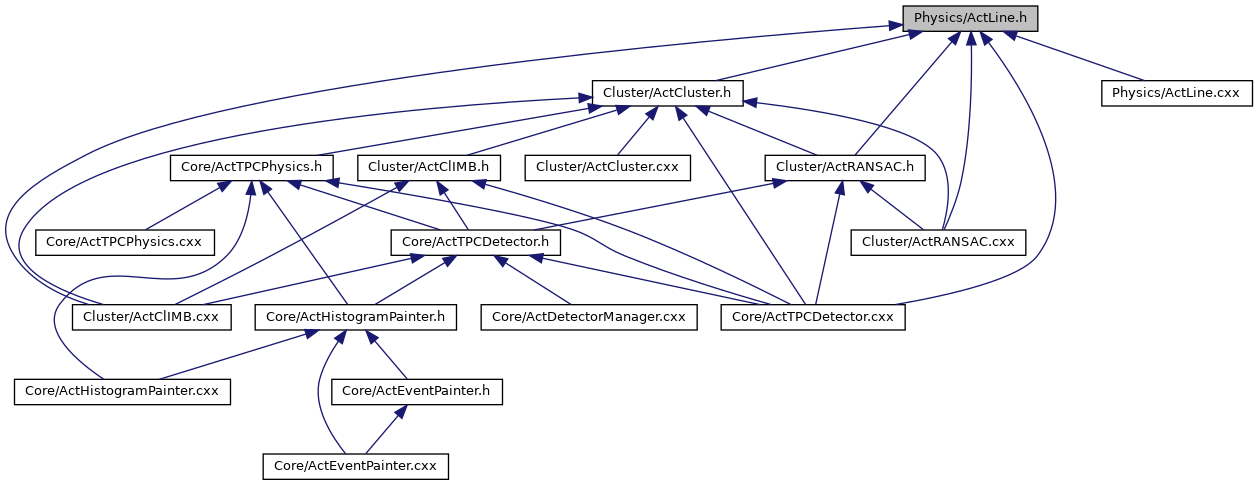 Physics/ActLine.h
Cluster/ActCluster.h
Physics/ActLine.cxx
Core/ActTPCPhysics.h
Cluster/ActClIMB.h
Cluster/ActCluster.cxx
Cluster/ActRANSAC.h
Core/ActTPCPhysics.cxx
Core/ActTPCDetector.h
Cluster/ActRANSAC.cxx
Cluster/ActClIMB.cxx
Core/ActHistogramPainter.h
Core/ActDetectorManager.cxx
Core/ActTPCDetector.cxx
Core/ActHistogramPainter.cxx
Core/ActEventPainter.h
Core/ActEventPainter.cxx